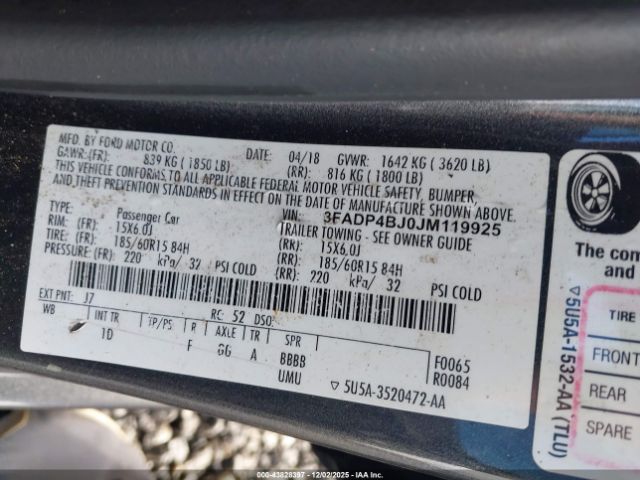 MFD. BY FORD MOTOR CO.
DATE: 04/18 GVWR: 1642 KG ( 3620 LB)
GAWR:(FR): 839 KG ( 1850 LB) (RR): 816 KG ( 1800 LB)
THIS VEHICLE CONFORMS TO ALL APPLICABLE FEDERAL MOTOR VEHICLE SAFETY, BUMPER,
AND THEFT PREVENTION STANDARDS IN EFFECT ON THE DATE OF MANUFACTURE SHOWN ABOVE.
VIN: 3FADP4BJ0JM119925
TYPE: Passenger Car TRAILER TOWING - SEE OWNER GUIDE
RIM: (FR): 15X6.0J (RR): 15X6.0J
TIRE: (FR): 185/60R15 84H (RR): 185/60R15 84H
PRESSURE: (FR): 220 kPa/ 32 PSI COLD (RR): 220 kPa/ 32 PSI COLD
EXT PNT: J7 RC: 52 DSO:
WB INT TR TP/PS R AXLE TR SPR
1D F GG A BBBB
UMU
F0065
R0084
▽ 5U5A-3520472-AA
The com
and
▽5U5A-1532-AA (TLU)
TIRE
FRONT
REAR
SPARE
000-43828397 - 12/02/2025 - IAAI.COM